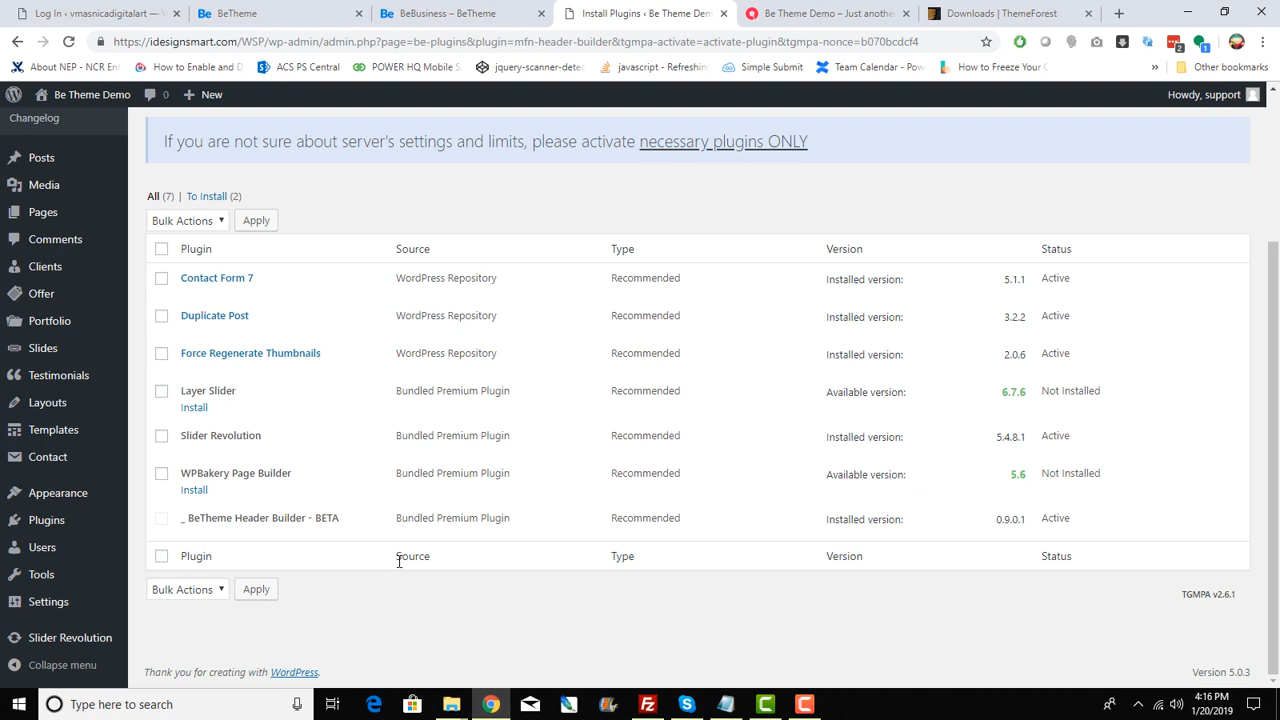 Log In ‹ vmasnicadigitalart — W
BeTheme
BeBusiness – BeTheme
Install Plugins ‹ Be Theme Dem
Be Theme Demo – Just anothe
Downloads | ThemeForest
https://idesignsmart.com/WSP/wp-admin/admin.php?page=be-plugins&plugin=mfn-header-builder&tgmpa-activate=activate-plugin&tgmpa-nonce=b070bcdcf4
About NEP - NCR Ent
How to Enable and D
ACS PS Central
POWER HQ Mobile S
jquery-scanner-dete
javascript - Refreshi
Simple Submit
Team Calendar - Pow
How to Freeze Your C
»
Other bookmarks
Be Theme Demo
0
New
Howdy, support
Changelog
Posts
Media
Pages
Comments
Clients
Offer
Portfolio
Slides
Testimonials
Layouts
Templates
Contact
Appearance
Plugins
Users
Tools
Settings
Slider Revolution
Collapse menu
If you are not sure about server's settings and limits, please activate necessary plugins ONLY
All (7) | To Install (2)
Bulk Actions Apply
Plugin Source Type Version Status
Contact Form 7 WordPress Repository Recommended Installed version: 5.1.1 Active
Duplicate Post WordPress Repository Recommended Installed version: 3.2.2 Active
Force Regenerate Thumbnails WordPress Repository Recommended Installed version: 2.0.6 Active
Layer Slider Bundled Premium Plugin Recommended Available version: 6.7.6 Not Installed
Install
Slider Revolution Bundled Premium Plugin Recommended Installed version: 5.4.8.1 Active
WPBakery Page Builder Bundled Premium Plugin Recommended Available version: 5.6 Not Installed
Install
_ BeTheme Header Builder - BETA Bundled Premium Plugin Recommended Installed version: 0.9.0.1 Active
Plugin Source Type Version Status
Bulk Actions Apply
TGMPA v2.6.1
Thank you for creating with WordPress.
Version 5.0.3
Type here to search
4:16 PM
1/20/2019